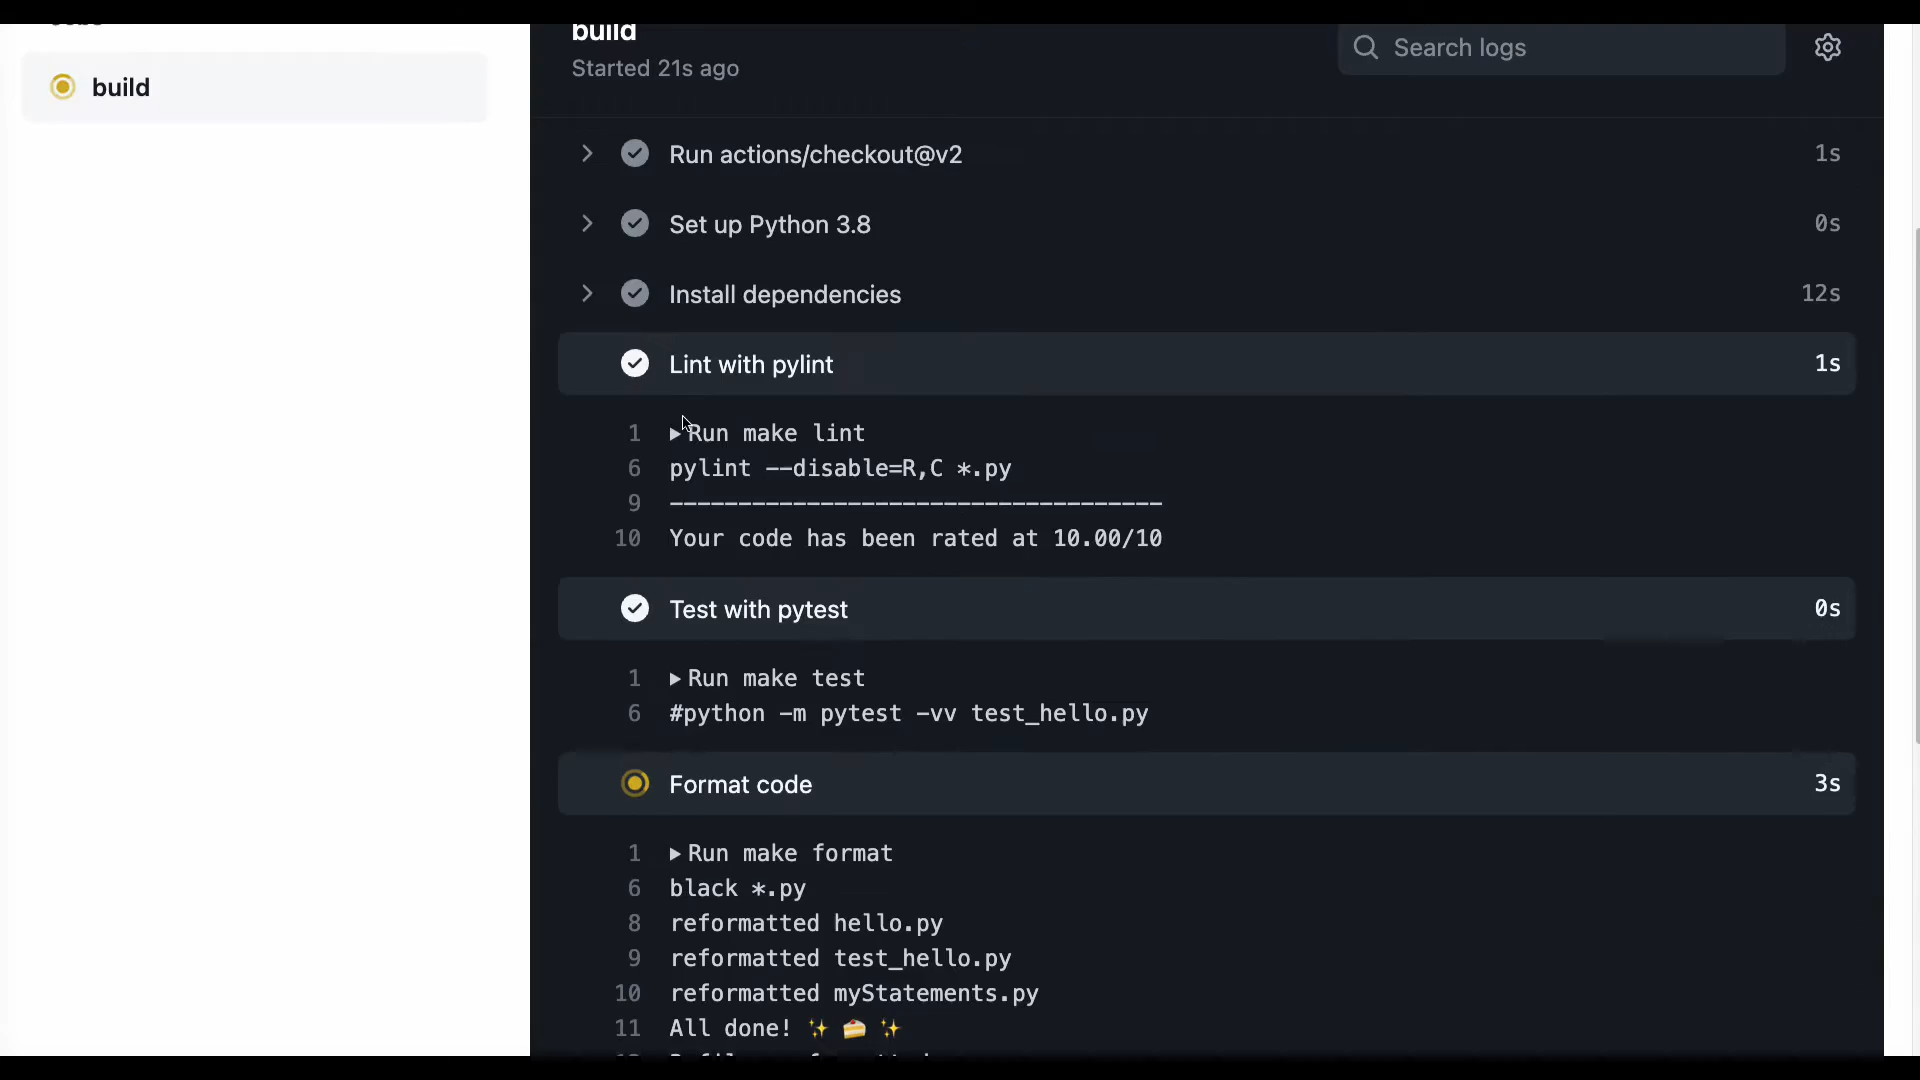 build
build
Started 21s ago
Search logs
Run actions/checkout@v2
1s
Set up Python 3.8
0s
Install dependencies
12s
Lint with pylint
1s
1 ▶Run make lint
6 pylint --disable=R,C *.py
9 ------------------------------------
10 Your code has been rated at 10.00/10
Test with pytest
0s
1 ▶Run make test
6 #python -m pytest -vv test_hello.py
Format code
3s
1 ▶Run make format
6 black *.py
8 reformatted hello.py
9 reformatted test_hello.py
10 reformatted myStatements.py
11 All done! ✨ 🍰 ✨